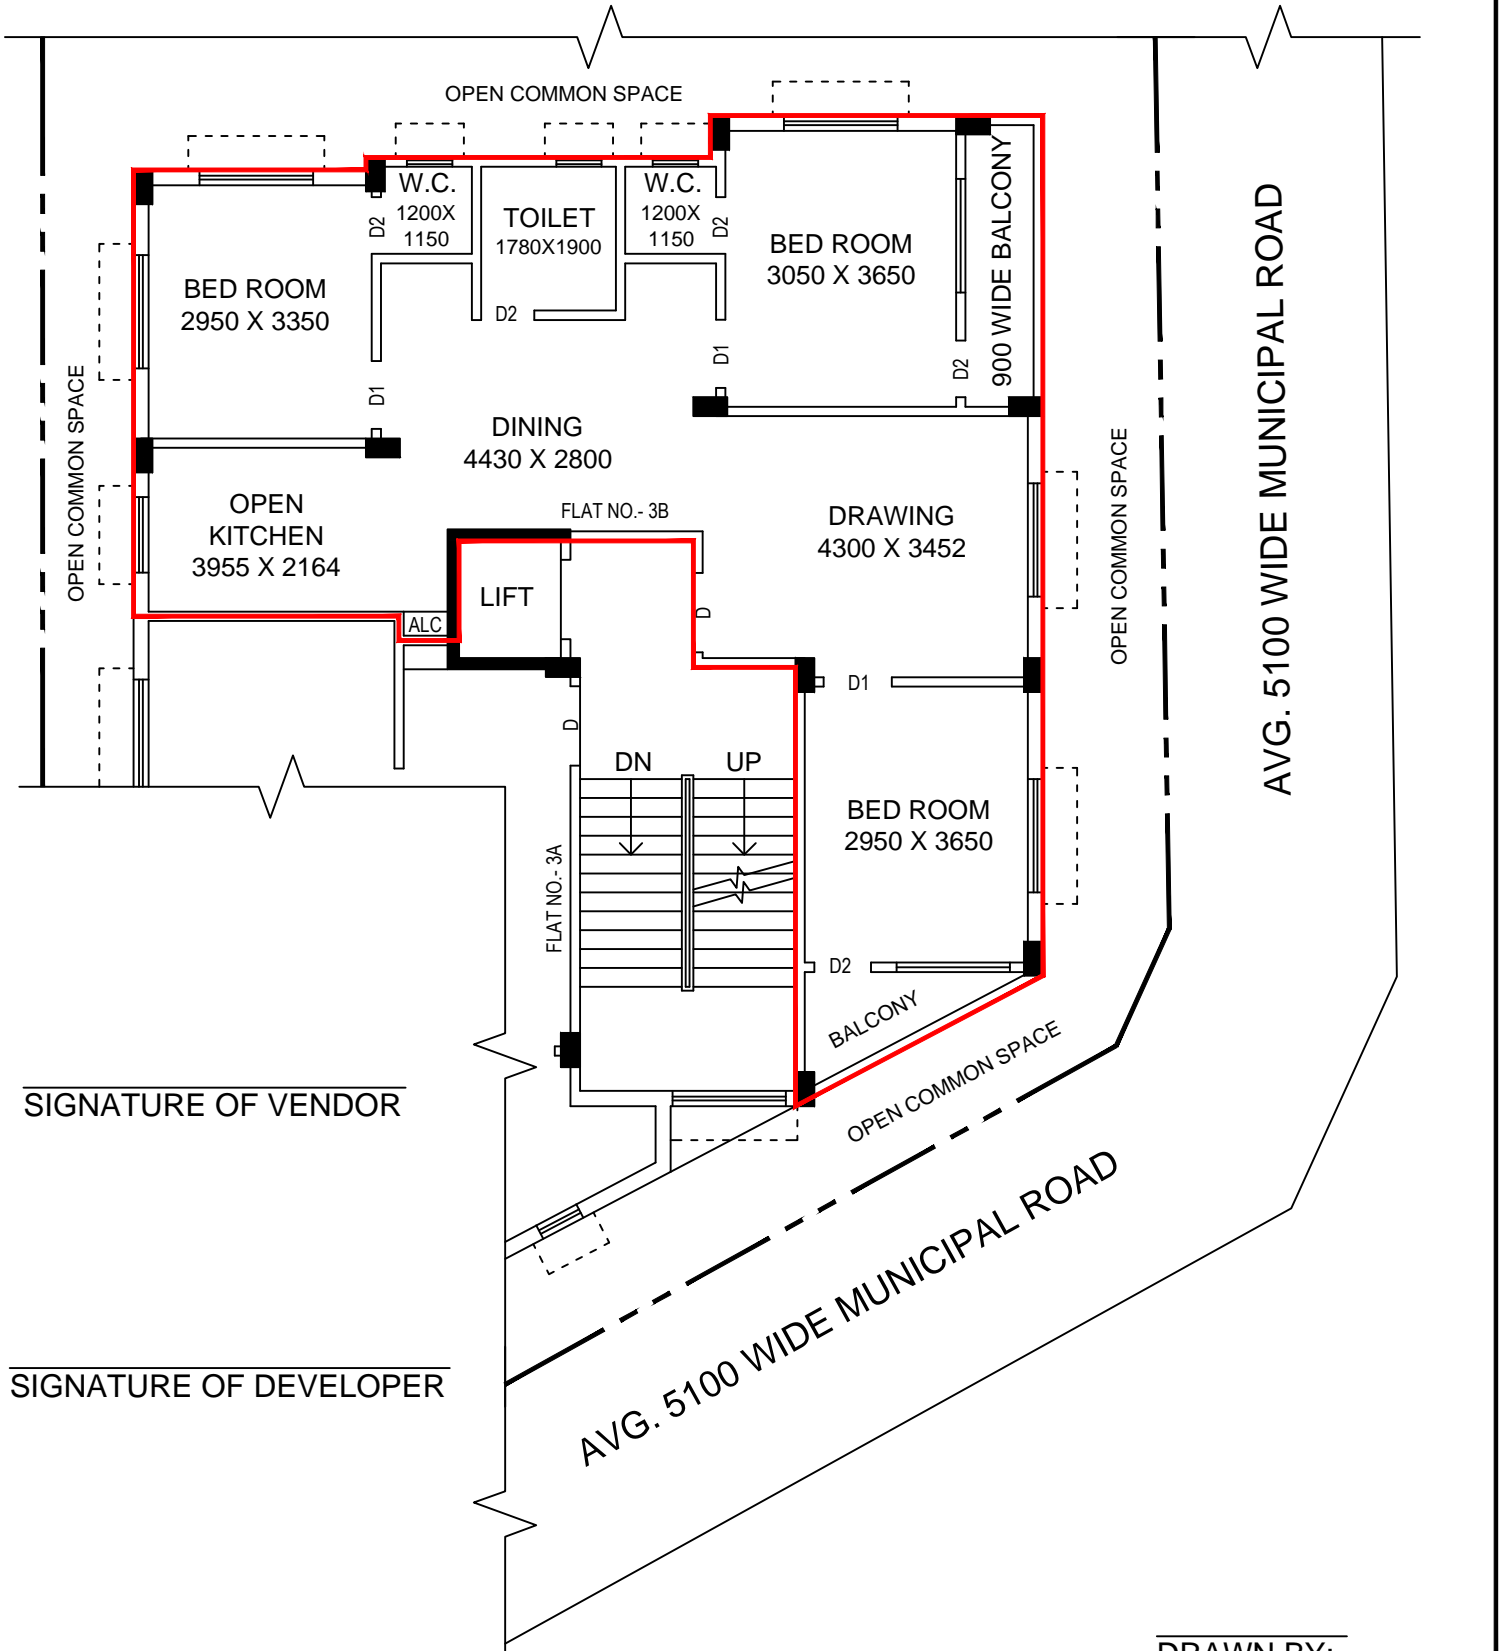 OPEN COMMON SPACE
W.C.
1200X
1150
TOILET
1780X1900
W.C.
1200X
1150
D2
D2
BED ROOM
3050 X 3650
900 WIDE BALCONY
BED ROOM
2950 X 3350
D2
D1
D1
D2
OPEN COMMON SPACE
DINING
4430 X 2800
AVG. 5100 WIDE MUNICIPAL ROAD
OPEN
KITCHEN
3955 X 2164
FLAT NO.- 3B
DRAWING
4300 X 3452
OPEN COMMON SPACE
LIFT
ALC
D
D1
D
DN
UP
BED ROOM
2950 X 3650
FLAT NO.- 3A
D2
BALCONY
OPEN COMMON SPACE
SIGNATURE OF VENDOR
AVG. 5100 WIDE MUNICIPAL ROAD
SIGNATURE OF DEVELOPER
DRAWN BY: